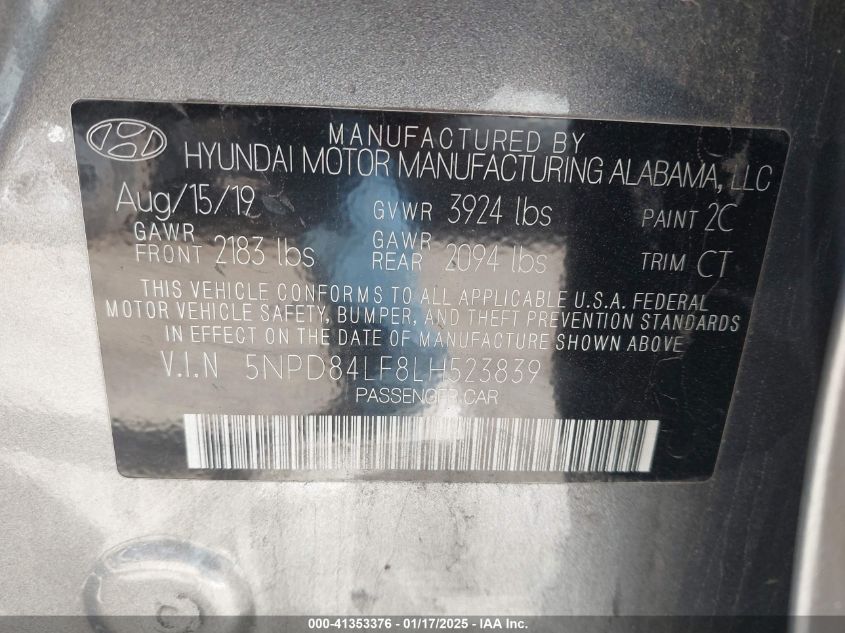 MANUFACTURED BY
HYUNDAI MOTOR MANUFACTURING ALABAMA, LLC
Aug/15/19 GVWR 3924 lbs PAINT 2C
GAWR FRONT 2183 lbs GAWR REAR 2094 lbs TRIM CT
THIS VEHICLE CONFORMS TO ALL APPLICABLE U.S.A. FEDERAL
MOTOR VEHICLE SAFETY, BUMPER, AND THEFT PREVENTION STANDARDS
IN EFFECT ON THE DATE OF MANUFACTURE SHOWN ABOVE.
V.I.N 5NPD84LF8LH523839
PASSENGER CAR
000-41353376 - 01/17/2025 - IAA Inc.